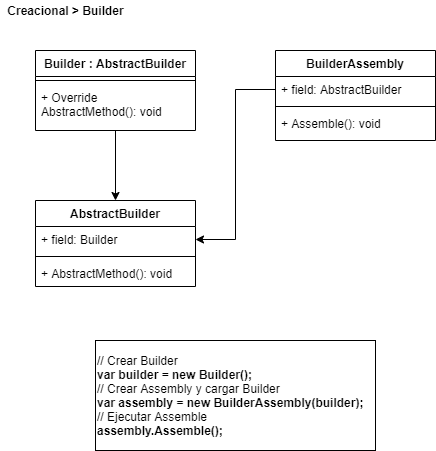 Creacional > Builder
Builder : AbstractBuilder
+ Override
AbstractMethod(): void
BuilderAssembly
+ field: AbstractBuilder
+ Assemble(): void
AbstractBuilder
+ field: Builder
+ AbstractMethod(): void
// Crear Builder
var builder = new Builder();
// Crear Assembly y cargar Builder
var assembly = new BuilderAssembly(builder);
// Ejecutar Assemble
assembly.Assemble();